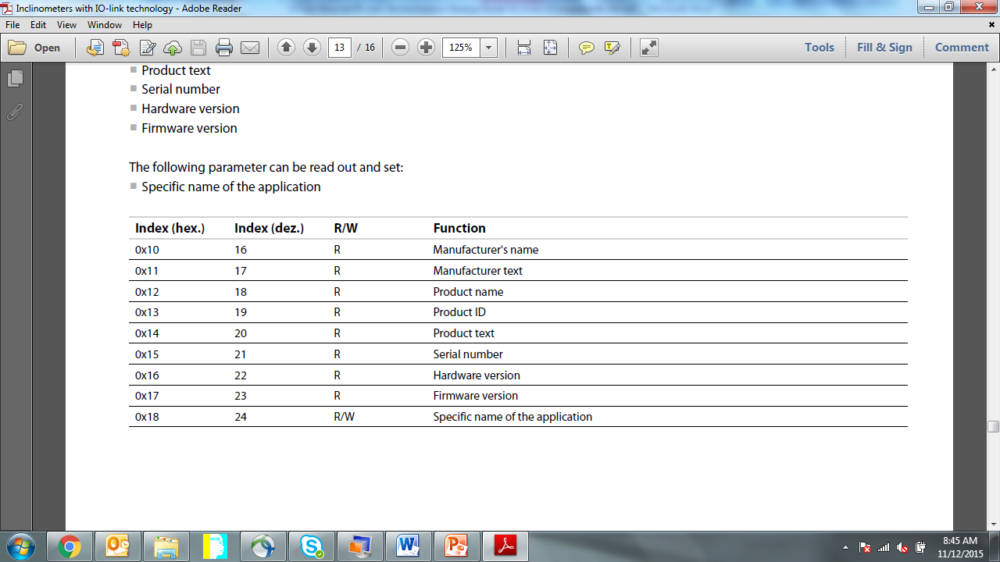 Inclinometers with IO-link technology - Adobe Reader
File Edit View Window Help
Open 13 / 16 125% Tools Fill & Sign Comment
Product text
Serial number
Hardware version
Firmware version
The following parameter can be read out and set:
Specific name of the application
Index (hex.) Index (dez.) R/W Function
0x10 16 R Manufacturer's name
0x11 17 R Manufacturer text
0x12 18 R Product name
0x13 19 R Product ID
0x14 20 R Product text
0x15 21 R Serial number
0x16 22 R Hardware version
0x17 23 R Firmware version
0x18 24 R/W Specific name of the application
8:45 AM
11/12/2015